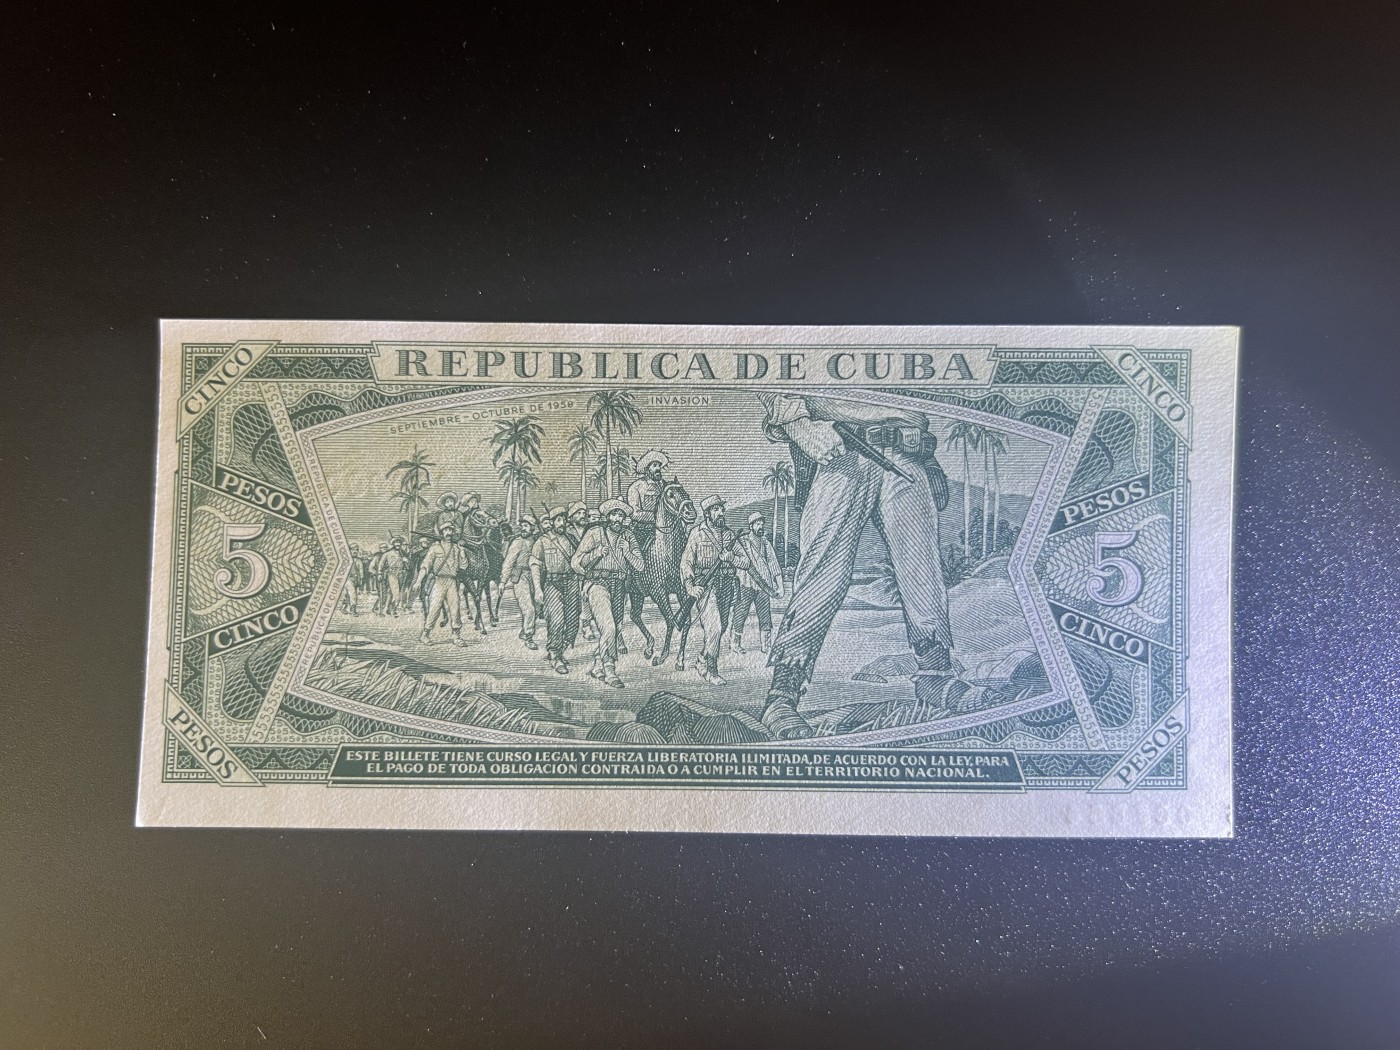 REPUBLICA DE CUBA
CINCO
CINCO
SEPTIEMBRE - OCTUBRE DE 1958
INVASION
PESOS
5
CINCO
PESOS
5
CINCO
PESOS
PESOS
ESTE BILLETE TIENE CURSO LEGAL Y FUERZA LIBERATORIA ILIMITADA, DE ACUERDO CON LA LEY, PARA
EL PAGO DE TODA OBLIGACION CONTRAIDA O A CUMPLIR EN EL TERRITORIO NACIONAL.